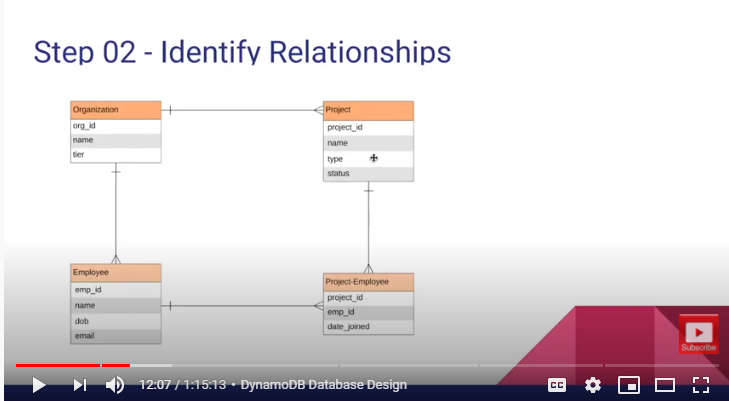 Step 02 - Identify Relationships
Organization
org_id
name
tier
Project
project_id
name
type
status
Employee
emp_id
name
dob
email
Project-Employee
project_id
emp_id
date_joined
Subscribe
12:07 / 1:15:13 • DynamoDB Database Design
CC